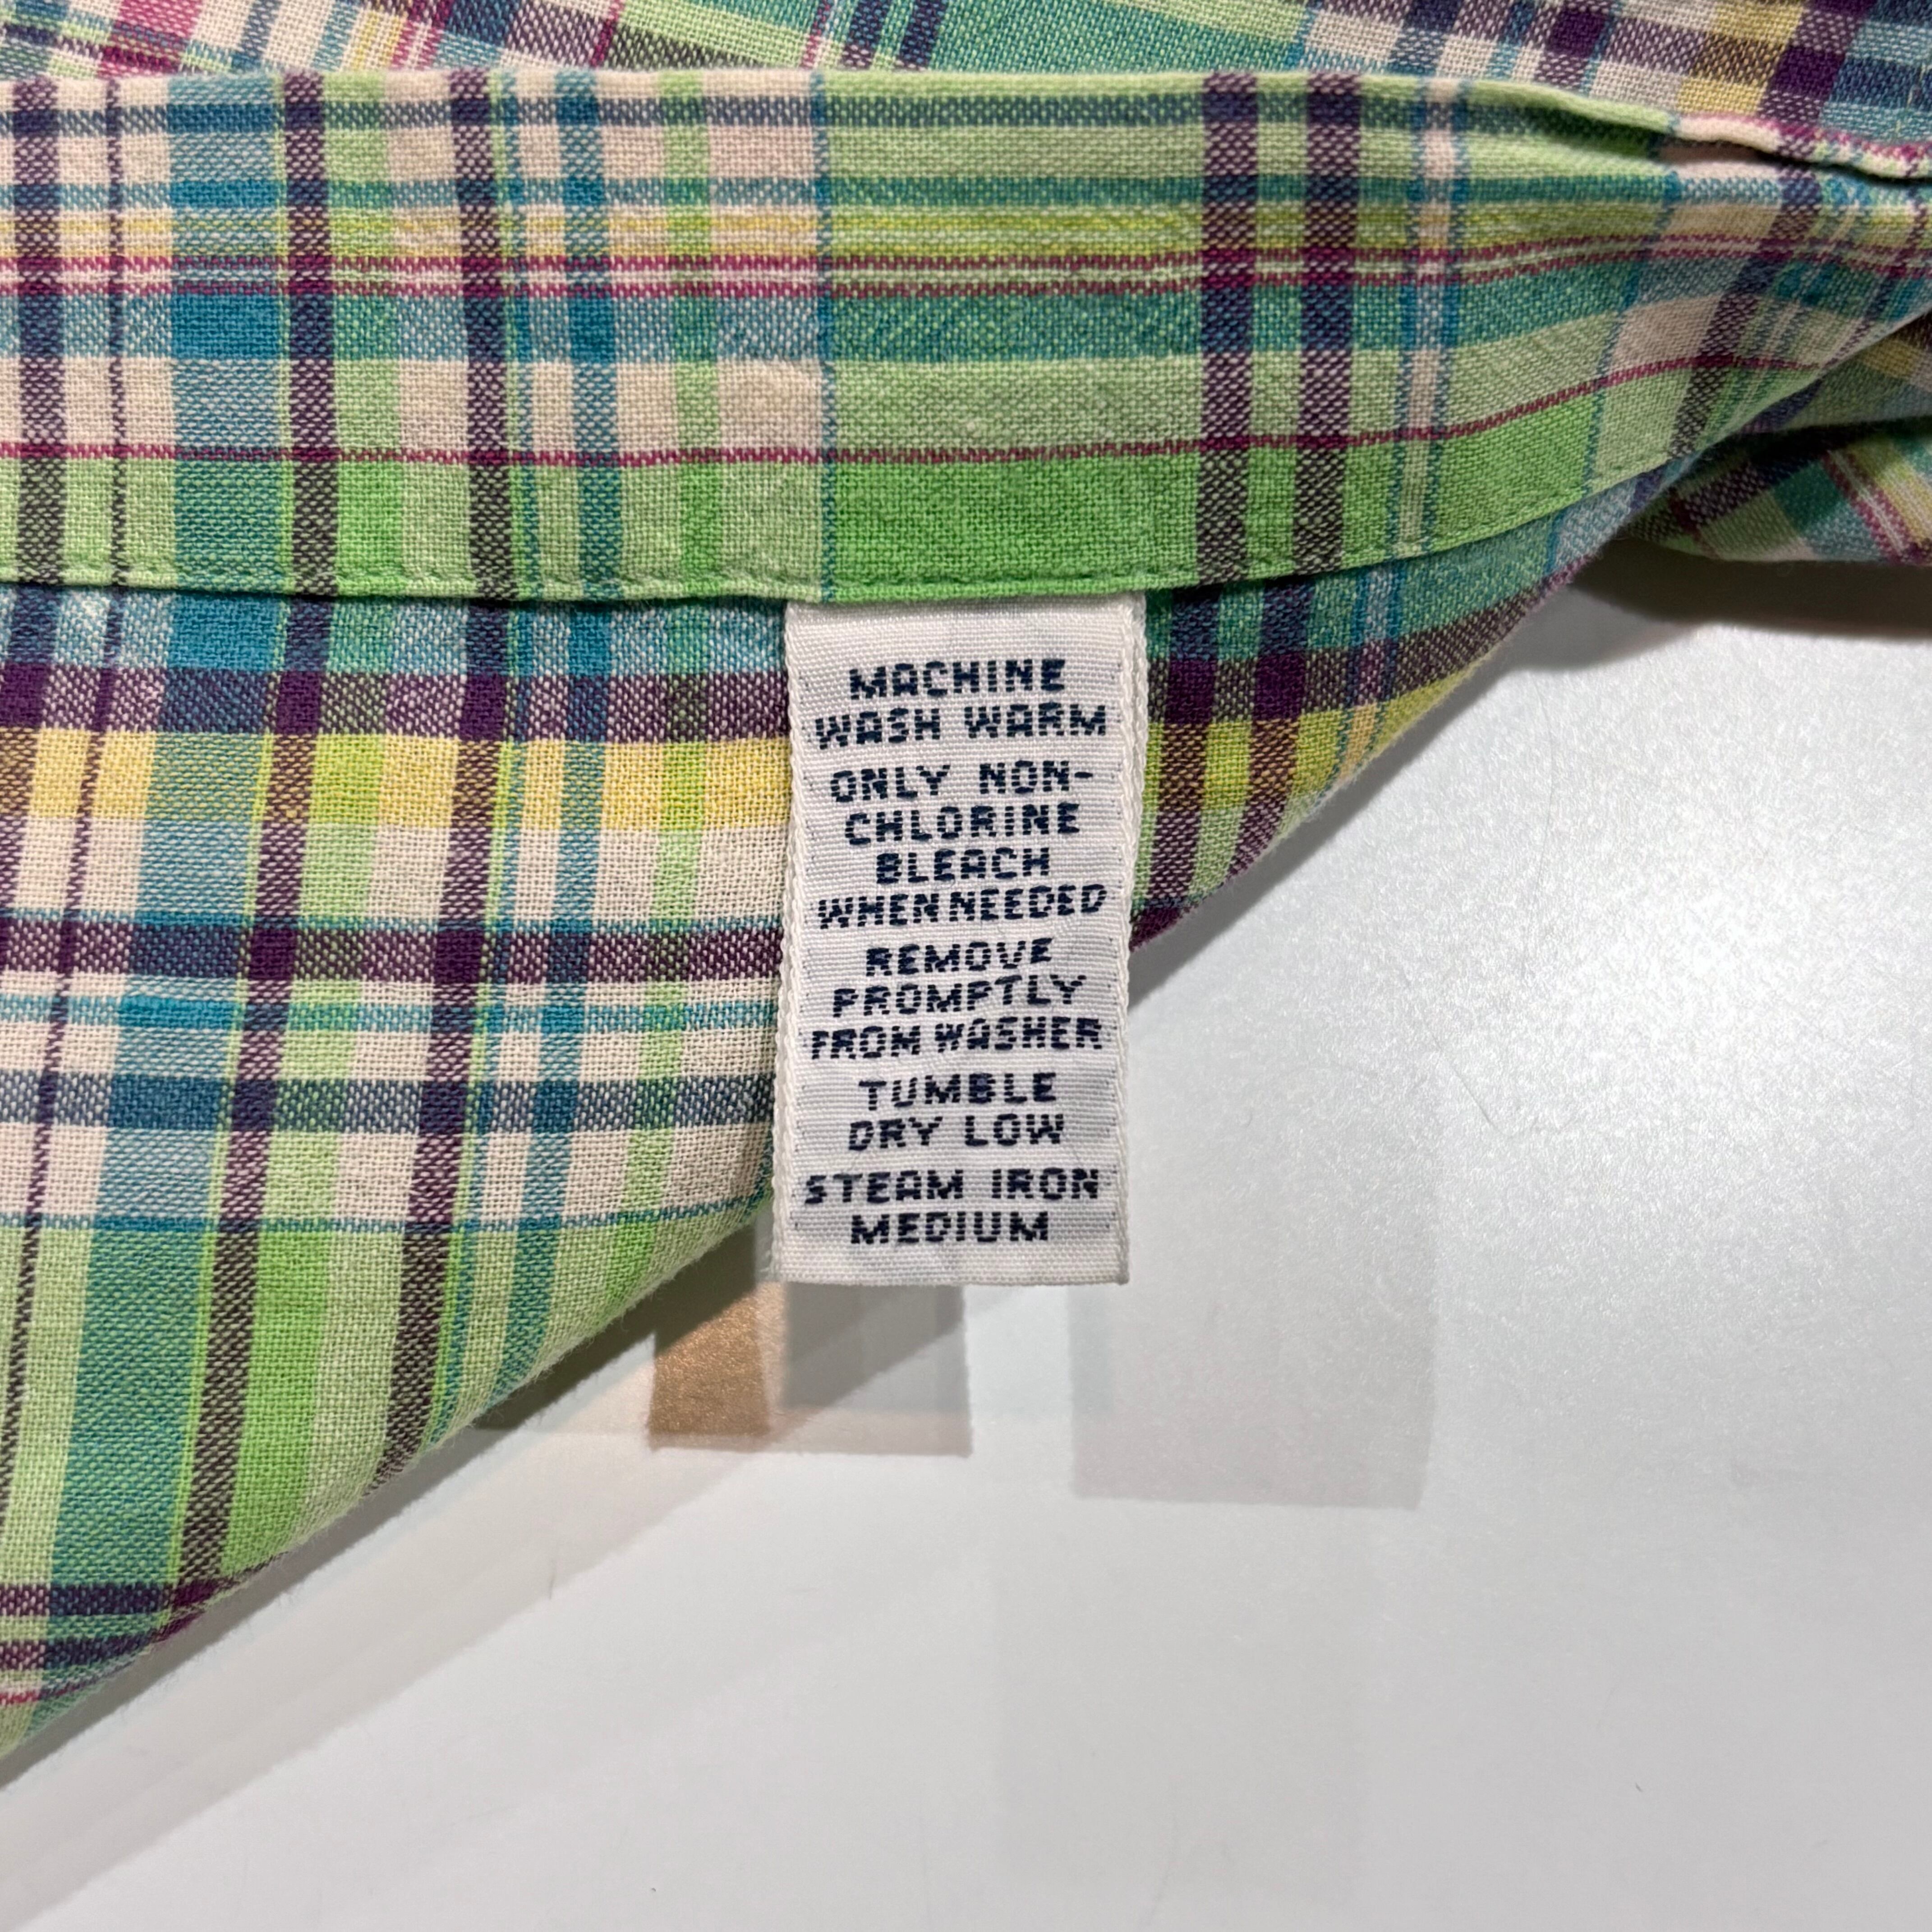 MACHINE
WASH WARM
ONLY NON-
CHLORINE
BLEACH
WHEN NEEDED
REMOVE
PROMPTLY
FROM WASHER
TUMBLE
DRY LOW
STEAM IRON
MEDIUM